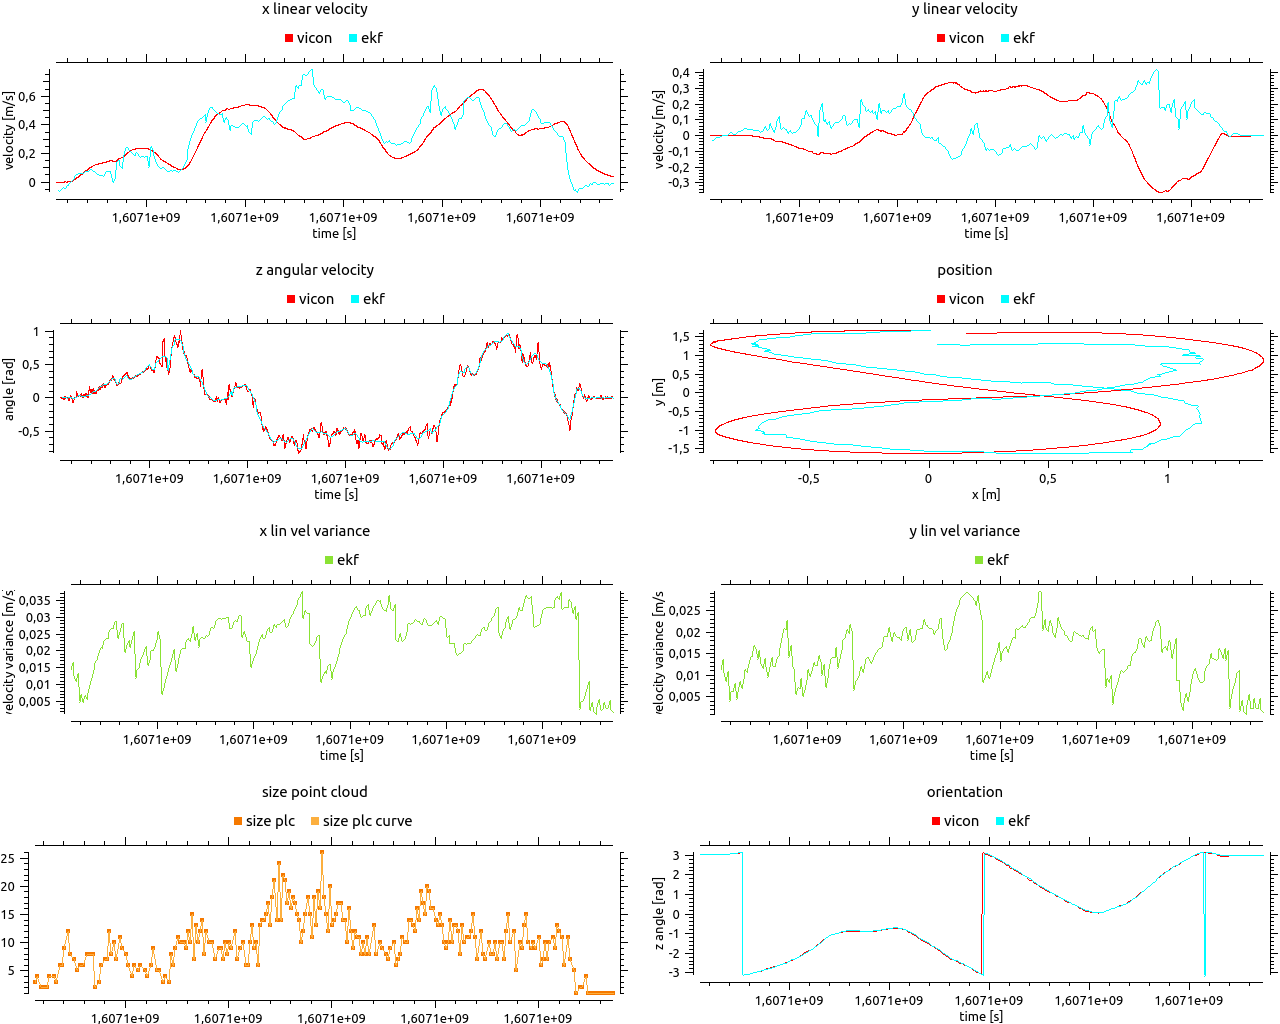 x linear velocity
vicon ekf
velocity [m/s]
0,6
0,4
0,2
0
1,6071e+09 1,6071e+09 1,6071e+09 1,6071e+09 1,6071e+09
time [s]
y linear velocity
vicon ekf
velocity [m/s]
0,4
0,3
0,2
0,1
0
-0,1
-0,2
-0,3
1,6071e+09 1,6071e+09 1,6071e+09 1,6071e+09 1,6071e+09
time [s]
z angular velocity
vicon ekf
angle [rad]
1
0,5
0
-0,5
1,6071e+09 1,6071e+09 1,6071e+09 1,6071e+09 1,6071e+09
time [s]
position
vicon ekf
y [m]
1,5
1
0,5
0
-0,5
-1
-1,5
-0,5 0 0,5 1
x [m]
x lin vel variance
ekf
velocity variance [m/s
0,035
0,03
0,025
0,02
0,015
0,01
0,005
1,6071e+09 1,6071e+09 1,6071e+09 1,6071e+09 1,6071e+09
time [s]
y lin vel variance
ekf
velocity variance [m/s
0,025
0,02
0,015
0,01
0,005
1,6071e+09 1,6071e+09 1,6071e+09 1,6071e+09 1,6071e+09
time [s]
size point cloud
size plc size plc curve
25
20
15
10
5
1,6071e+09 1,6071e+09 1,6071e+09 1,6071e+09 1,6071e+09
orientation
vicon ekf
z angle [rad]
3
2
1
0
-1
-2
-3
1,6071e+09 1,6071e+09 1,6071e+09 1,6071e+09 1,6071e+09
time [s]